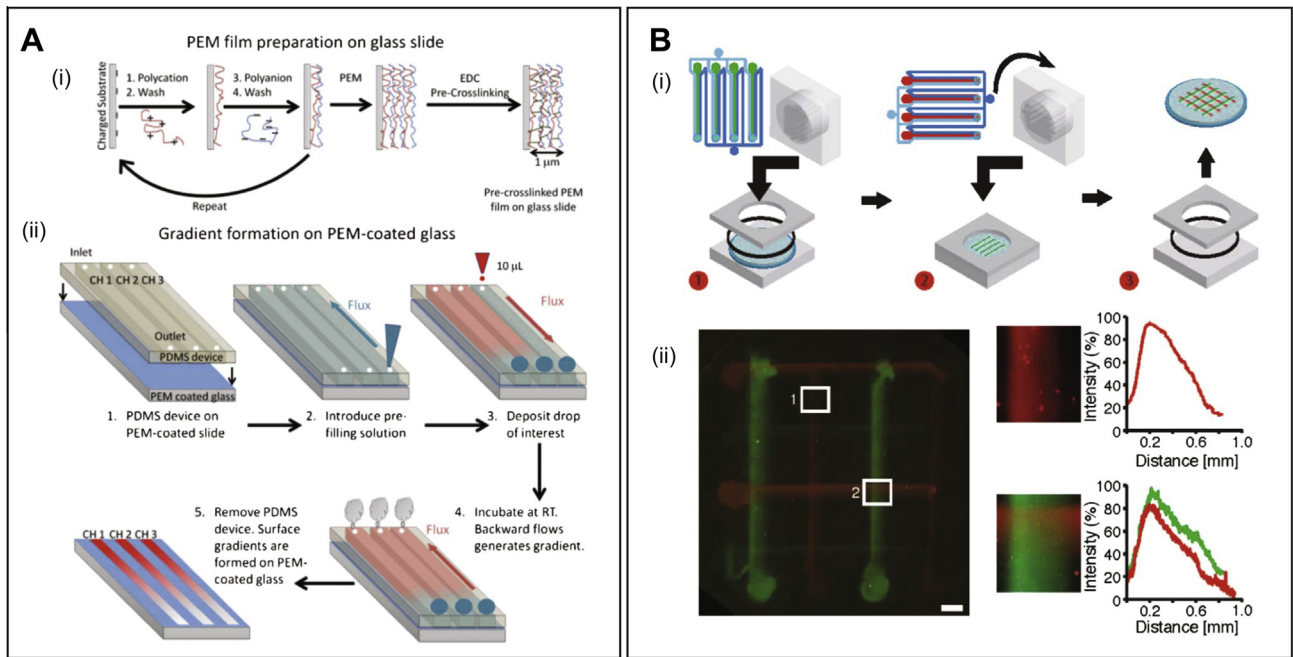 A
PEM film preparation on glass slide
(i)
Charged Substrate
1. Polycation
2. Wash
3. Polyanion
4. Wash
PEM
EDC
Pre-Crosslinking
1 μm
Repeat
Pre-crosslinked PEM
film on glass slide
(ii)
Gradient formation on PEM-coated glass
Inlet
CH 1 CH 2 CH 3
Outlet
PDMS device
PEM coated glass
Flux
10 μL
Flux
1. PDMS device on
PEM-coated slide
2. Introduce pre-
filling solution
3. Deposit drop
of interest
4. Incubate at RT.
Backward flows
generates gradient.
Flux
5. Remove PDMS
device. Surface
gradients are
formed on PEM-
coated glass
CH 1 CH 2 CH 3
B
(i)
1
2
3
(ii)
1
2
Intensity (%)
100
80
60
40
20
0
0.2 0.6 1.0
Distance [mm]
Intensity (%)
100
80
60
40
20
0
0.2 0.6 1.0
Distance [mm]